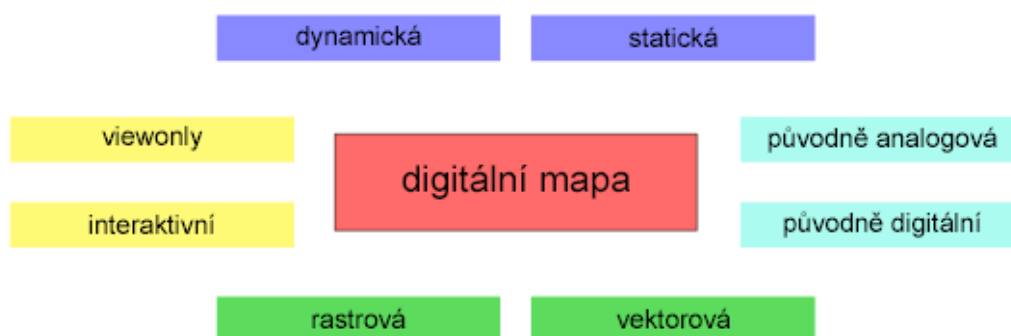 dynamická
statická
viewonly
původně analogová
digitální mapa
interaktivní
původně digitální
rastrová
vektorová